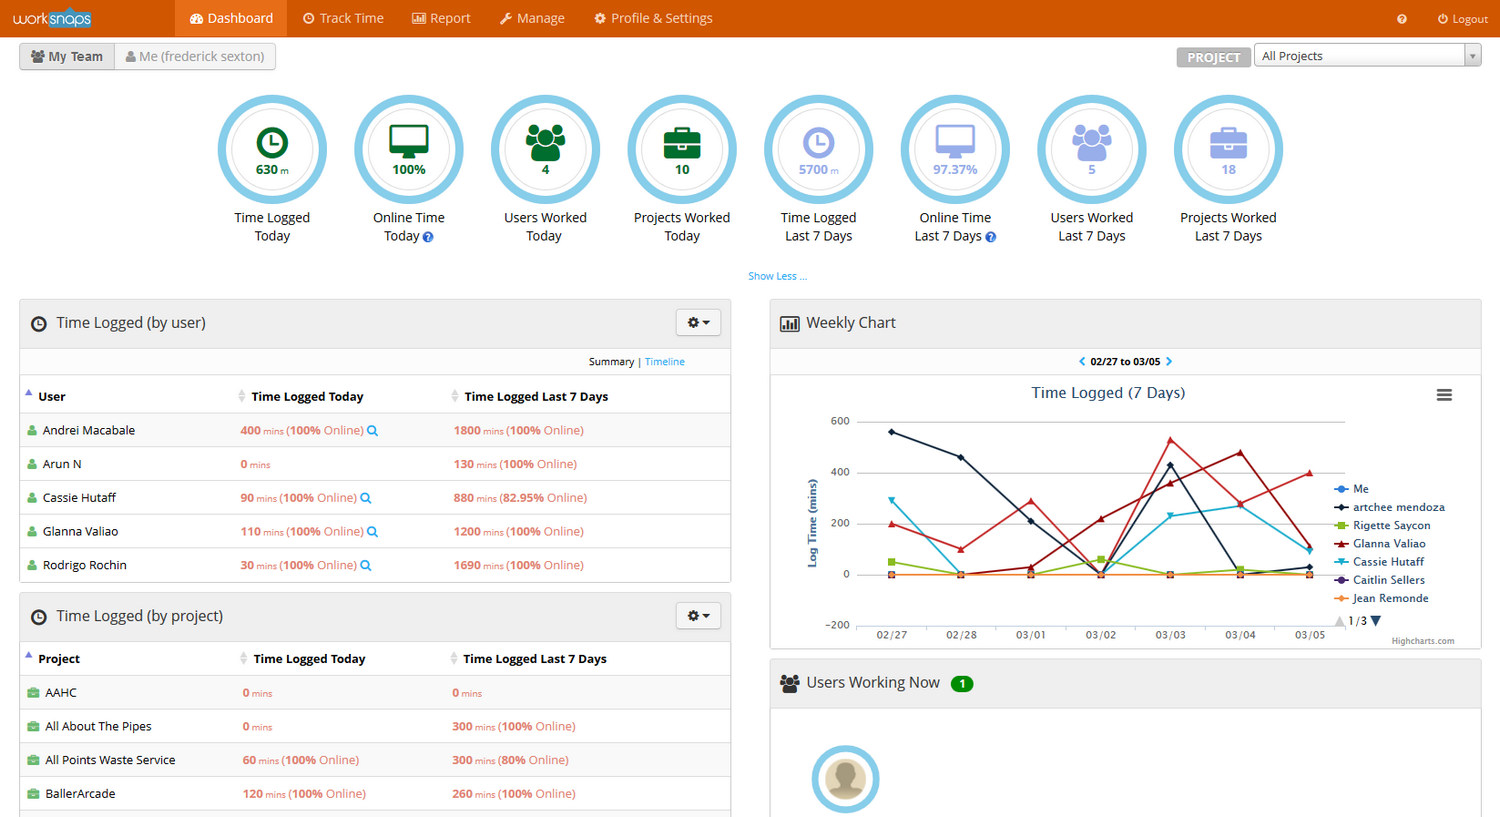 worksnaps Dashboard Track Time Report Manage Profile & Settings ? Logout
My Team Me (frederick sexton) PROJECT All Projects
630 m 100% 4 10 5700 m 97.37% 5 18
Time Logged Online Time Users Worked Projects Worked Time Logged Online Time Users Worked Projects Worked
Today Today ? Today Today Last 7 Days Last 7 Days ? Last 7 Days Last 7 Days
Show Less ...
Time Logged (by user)
Summary | Timeline
User Time Logged Today Time Logged Last 7 Days
Andrei Macabale 400 mins (100% Online) 1800 mins (100% Online)
Arun N 0 mins 130 mins (100% Online)
Cassie Hutaff 90 mins (100% Online) 880 mins (82.95% Online)
Glanna Valiao 110 mins (100% Online) 1200 mins (100% Online)
Rodrigo Rochin 30 mins (100% Online) 1690 mins (100% Online)
Time Logged (by project)
Project Time Logged Today Time Logged Last 7 Days
AAHC 0 mins 0 mins
All About The Pipes 0 mins 300 mins (100% Online)
All Points Waste Service 60 mins (100% Online) 300 mins (80% Online)
BallerArcade 120 mins (100% Online) 260 mins (100% Online)
Weekly Chart
02/27 to 03/05
Time Logged (7 Days)
Log Time (mins)
600
400
200
0
-200
02/27 02/28 03/01 03/02 03/03 03/04 03/05
Me
artchee mendoza
Rigette Saycon
Glanna Valiao
Cassie Hutaff
Caitlin Sellers
Jean Remonde
1/3
Highcharts.com
Users Working Now 1